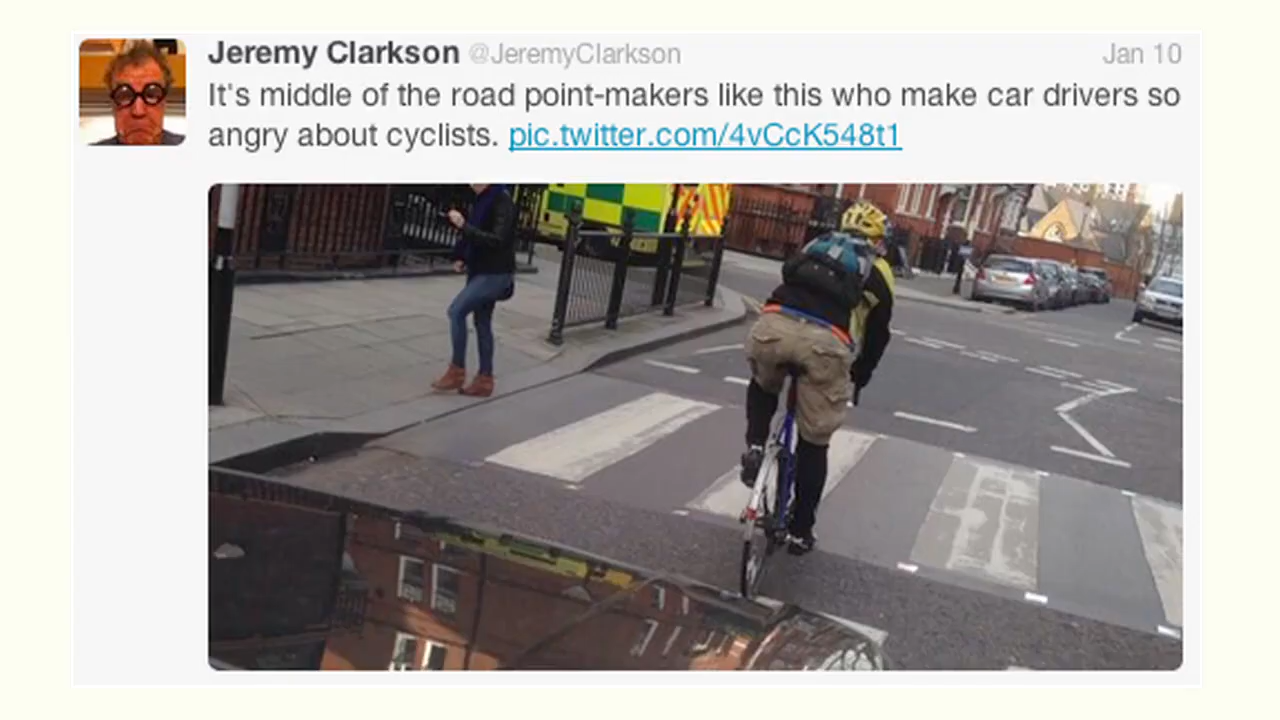 Jeremy Clarkson @JeremyClarkson Jan 10
It's middle of the road point-makers like this who make car drivers so
angry about cyclists. pic.twitter.com/4vCcK548t1